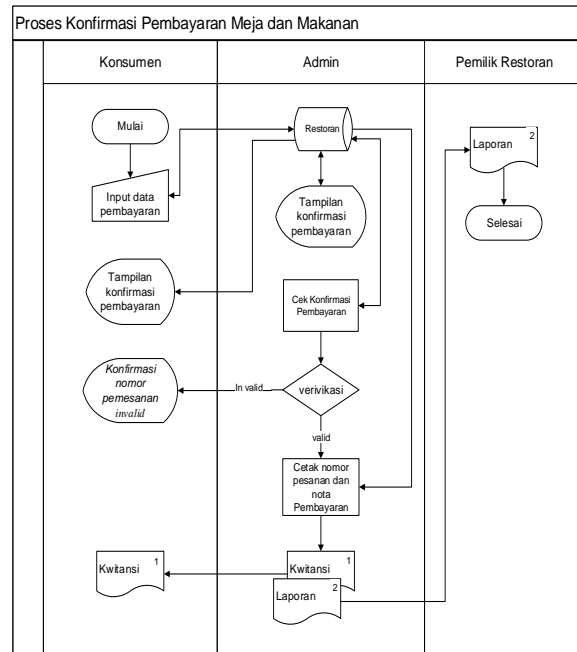 Proses Konfirmasi Pembayaran Meja dan Makanan
Konsumen
Admin
Pemilik Restoran
Mulai
Input data
pembayaran
Tampilan
konfirmasi
pembayaran
Konfirmasi
nomor
pemesanan
invalid
Kwitansi
1
Restoran
Tampilan
konfirmasi
pembayaran
Cek Konfirmasi
Pembayaran
verivikasi
In valid
valid
Cetak nomor
pesanan dan
nota
Pembayaran
Kwitansi
1
Laporan
2
Laporan
2
Selesai